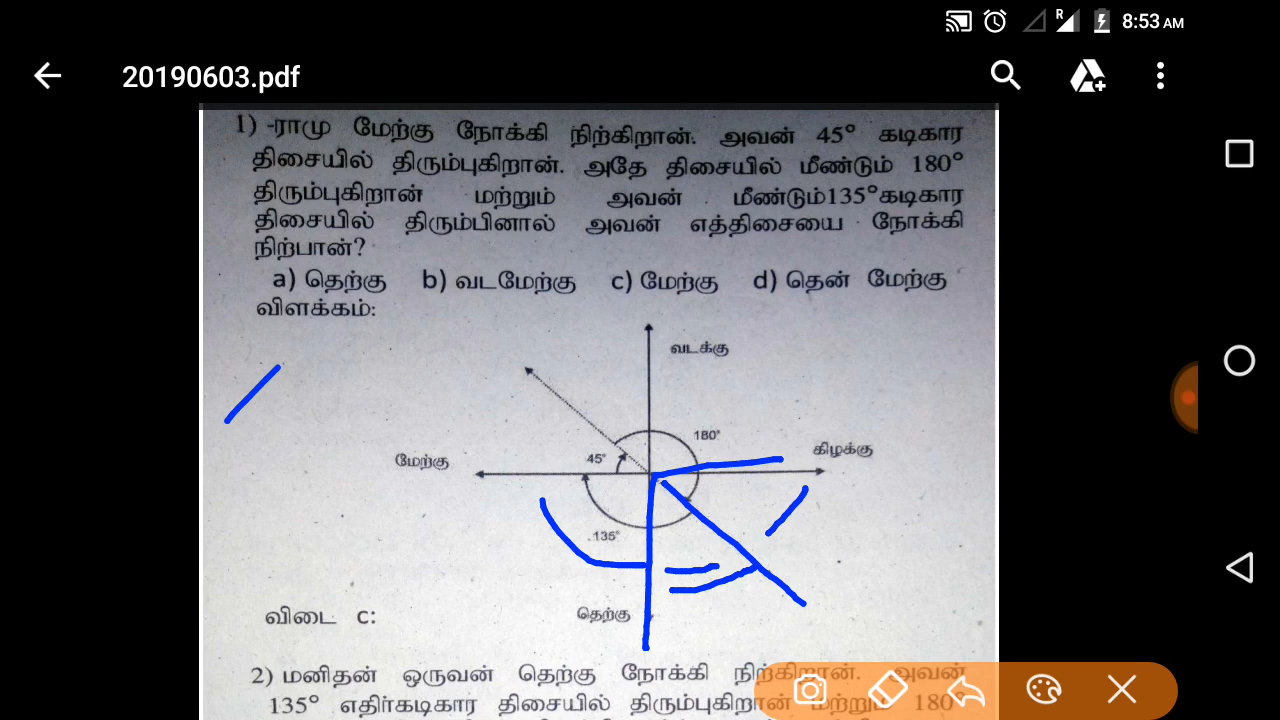 R 8:53 AM
20190603.pdf
1) -ராமு மேற்கு நோக்கி நிற்கிறான். அவன் 45° கடிகார
திசையில் திரும்புகிறான். அதே திசையில் மீண்டும் 180°
திரும்புகிறான் மற்றும் அவன் மீண்டும்135°கடிகார
திசையில் திரும்பினால் அவன் எத்திசையை நோக்கி
நிற்பான்?
a) தெற்கு b) வடமேற்கு c) மேற்கு d) தென் மேற்கு
விளக்கம்:
வடக்கு
180°
மேற்கு 45° கிழக்கு
.135°
விடை c: தெற்கு
2) மனிதன் ஒருவன் தெற்கு நோக்கி நிற்கிறான். அவன்
135° எதிர்கடிகார திசையில் திரும்புகிறான் மற்றும் 180°